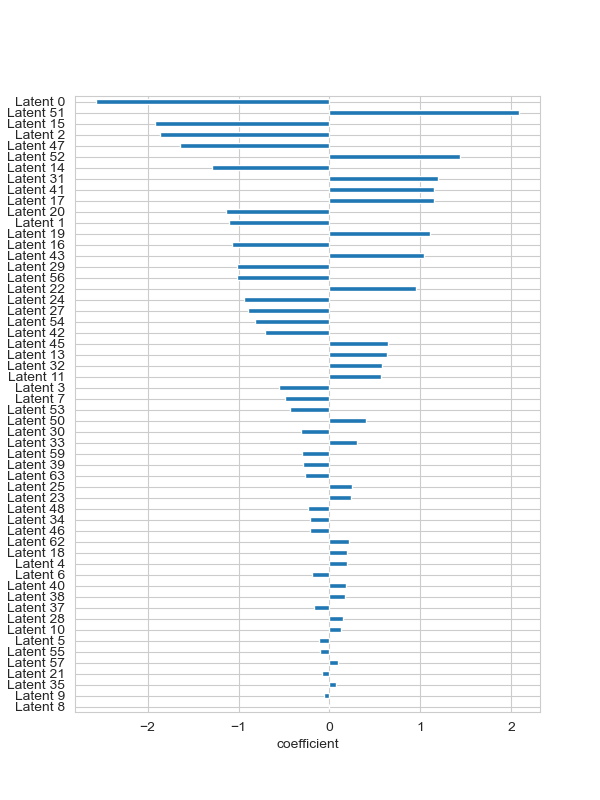 Latent 0
Latent 51
Latent 15
Latent 2
Latent 47
Latent 52
Latent 14
Latent 31
Latent 41
Latent 17
Latent 20
Latent 1
Latent 19
Latent 16
Latent 43
Latent 29
Latent 56
Latent 22
Latent 24
Latent 27
Latent 54
Latent 42
Latent 45
Latent 13
Latent 32
Latent 11
Latent 3
Latent 7
Latent 53
Latent 50
Latent 30
Latent 33
Latent 59
Latent 39
Latent 63
Latent 25
Latent 23
Latent 48
Latent 34
Latent 46
Latent 62
Latent 18
Latent 4
Latent 6
Latent 40
Latent 38
Latent 37
Latent 28
Latent 10
Latent 5
Latent 55
Latent 57
Latent 21
Latent 35
Latent 9
Latent 8
−2 −1 0 1 2
coefficient